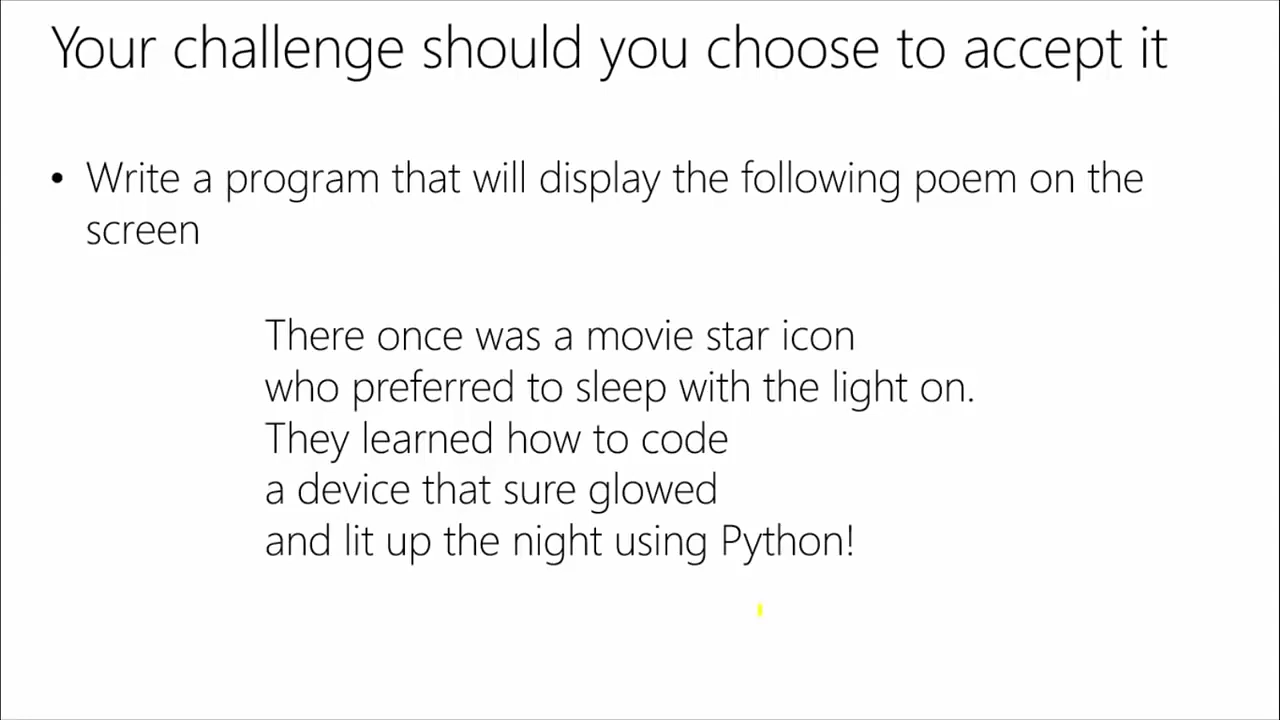 Your challenge should you choose to accept it
• Write a program that will display the following poem on the
screen
There once was a movie star icon
who preferred to sleep with the light on.
They learned how to code
a device that sure glowed
and lit up the night using Python!